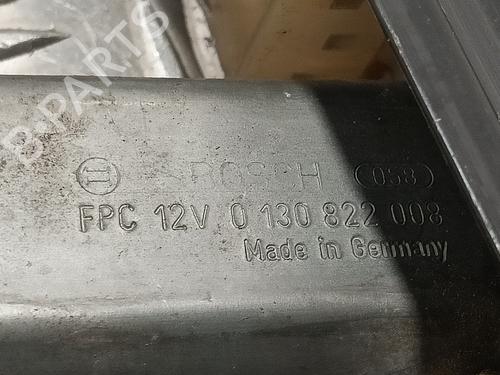 B-PARTS
BOSCH 058
FPC 12V 0 130 822 008
Made in Germany